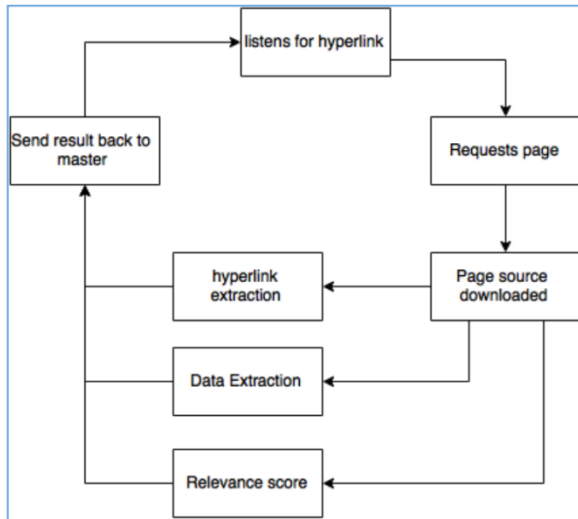 listens for hyperlink
Send result back to
master
Requests page
hyperlink
extraction
Page source
downloaded
Data Extraction
Relevance score